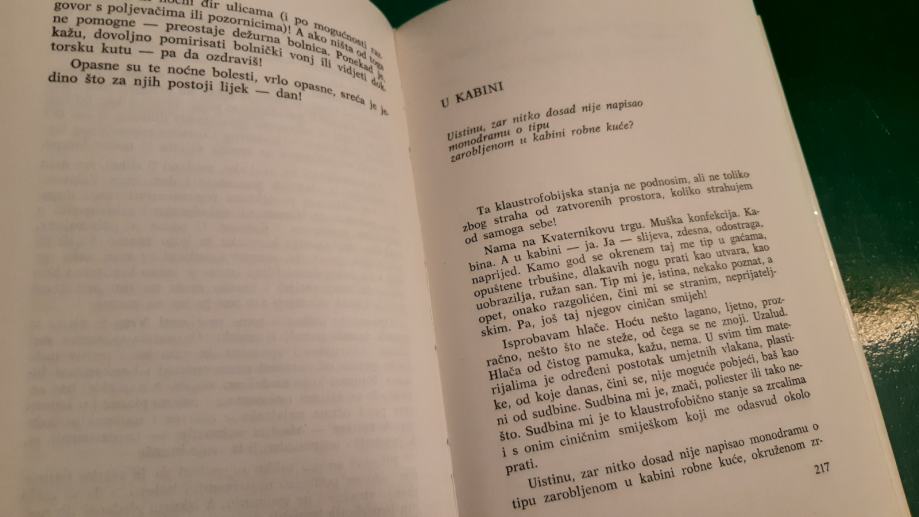 noćni đir ulicama (i po mogućnosti raz-
govor s poljevačima ili pozornicima)! A ako ništa od toga
ne pomogne — preostaje dežurna bolnica. Ponekad je,
kažu, dovoljno pomirisati bolnički vonj ili vidjeti dok-
torsku kutu — pa da ozdraviš!
Opasne su te noćne bolesti, vrlo opasne, sreća je je-
dino što za njih postoji lijek — dan!
U KABINI
Uistinu, zar nitko dosad nije napisao
monodramu o tipu
zarobljenom u kabini robne kuće?
Ta klaustrofobijska stanja ne podnosim, ali ne toliko
zbog straha od zatvorenih prostora, koliko strahujem
od samoga sebe!
Nama na Kvaternikovu trgu. Muška konfekcija. Ka-
bina. A u kabini — ja. Ja — slijeva, zdesna, odostraga,
naprijed. Kamo god se okrenem taj me tip u gaćama,
opuštene trbušine, dlakavih nogu prati kao utvara, kao
uobrazilja, ružan san. Tip mi je, istina, nekako poznat, a
opet, onako razgolićen, čini mi se stranim, neprijatelj-
skim. Pa, još taj njegov ciničan smijeh!
Isprobavam hlače. Hoću nešto lagano, ljetno, proz-
račno, nešto što ne steže, od čega se ne znoji. Uzalud.
Hlača od čistog pamuka, kažu, nema. U svim tim mate-
rijalima je određeni postotak umjetnih vlakana, plasti-
ke, od koje danas, čini se, nije moguće pobjeći, baš kao
ni od sudbine. Sudbina mi je, znači, poliester ili tako ne-
što. Sudbina mi je to klaustrofobično stanje sa zrcalima
i s onim ciničnim smiješkom koji me odasvud okolo
prati.
Uistinu, zar nitko dosad nije napisao monodramu o
tipu zarobljenom u kabini robne kuće, okruženom zr-
217